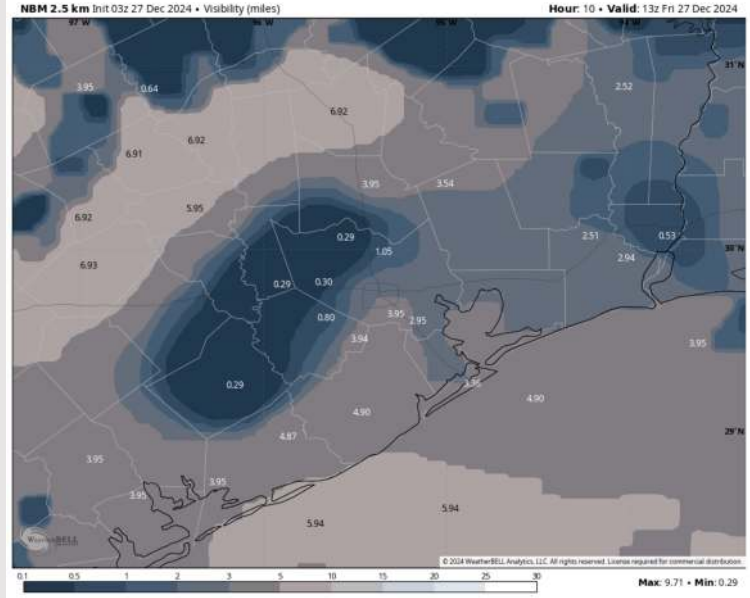 NBM 2.5 km Init 03z 27 Dec 2024 • Visibility (miles)
Hour: 10 • Valid: 13z Fri 27 Dec 2024
97°W 96°W 95°W 94°W
31°N
3.95 0.64 2.52
6.92
6.92
6.91
3.95 3.54
5.95
6.92
0.29 2.51 0.53
1.05 2.94 30°N
6.93
0.29 0.30
0.80 3.95 2.95
3.94 3.95
0.29
4.90 4.90
4.87 29°N
3.95
3.95 3.95
5.94 5.94
WeatherBELL
© 2024 WeatherBELL Analytics, LLC. All rights reserved. License required for commercial distribution.
0.1 0.5 1 2 3 5 10 15 20 25 30
Max: 9.71 • Min: 0.29